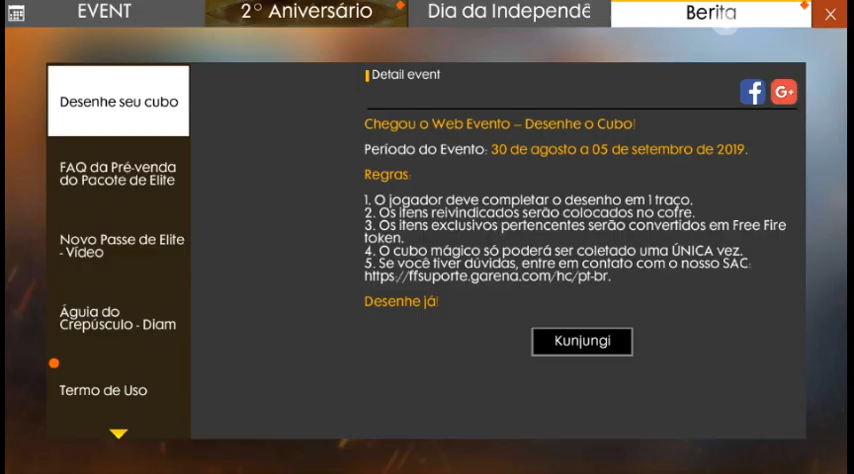 EVENT
2º Aniversário
Dia da Independê
Berita
Desenhe seu cubo
FAQ da Pré-venda
do Pacote de Elite
Novo Passe de Elite
- Vídeo
Águia do
Crepúsculo - Diam
Termo de Uso
Detail event
Chegou o Web Evento – Desenhe o Cubo!
Período do Evento: 30 de agosto a 05 de setembro de 2019.
Regras:
1. O jogador deve completar o desenho em 1 traço.
2. Os itens reivindicados serão colocados no cofre.
3. Os itens exclusivos pertencentes serão convertidos em Free Fire
token.
4. O cubo mágico só poderá ser coletado uma ÚNICA vez.
5. Se você tiver dúvidas, entre em contato com o nosso SAC:
https://ffsuporte.garena.com/hc/pt-br.
Desenhe já!
Kunjungi